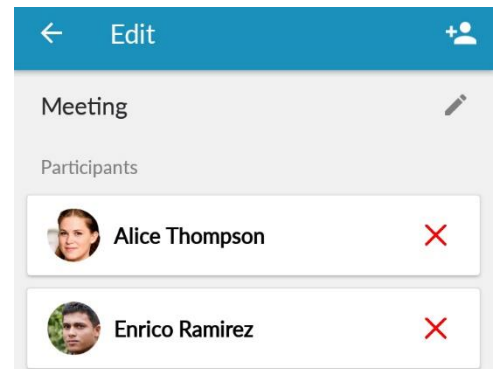 Edit
Meeting
Participants
Alice Thompson
Enrico Ramirez